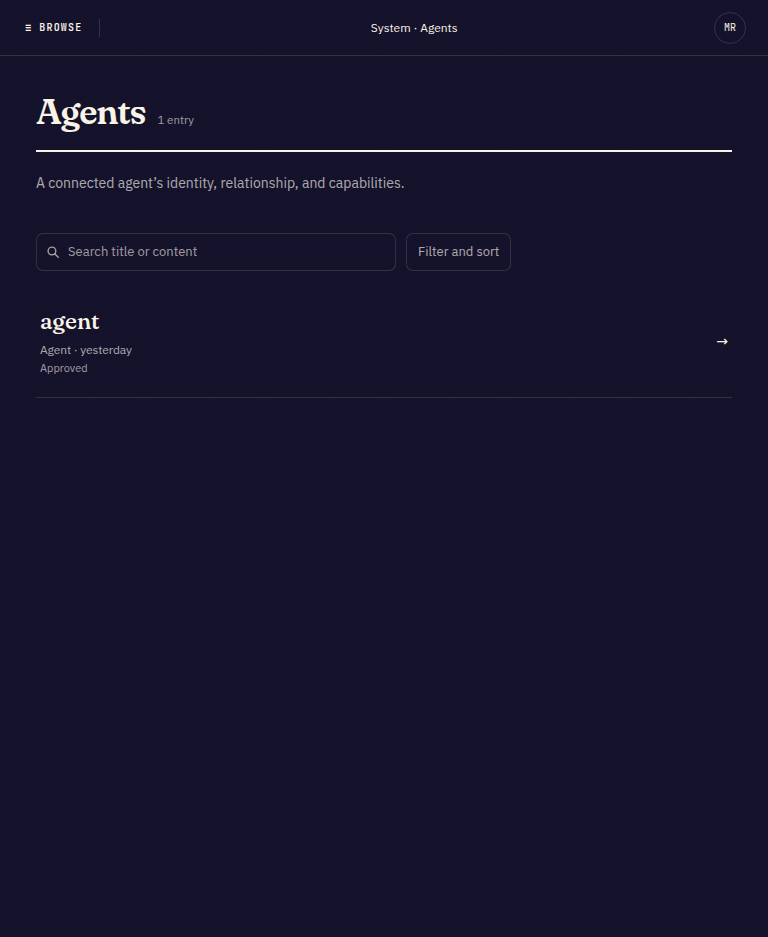 ≡ BROWSE
System · Agents
MR
Agents 1 entry
A connected agent’s identity, relationship, and capabilities.
Search title or content
Filter and sort
agent
Agent · yesterday
→
Approved